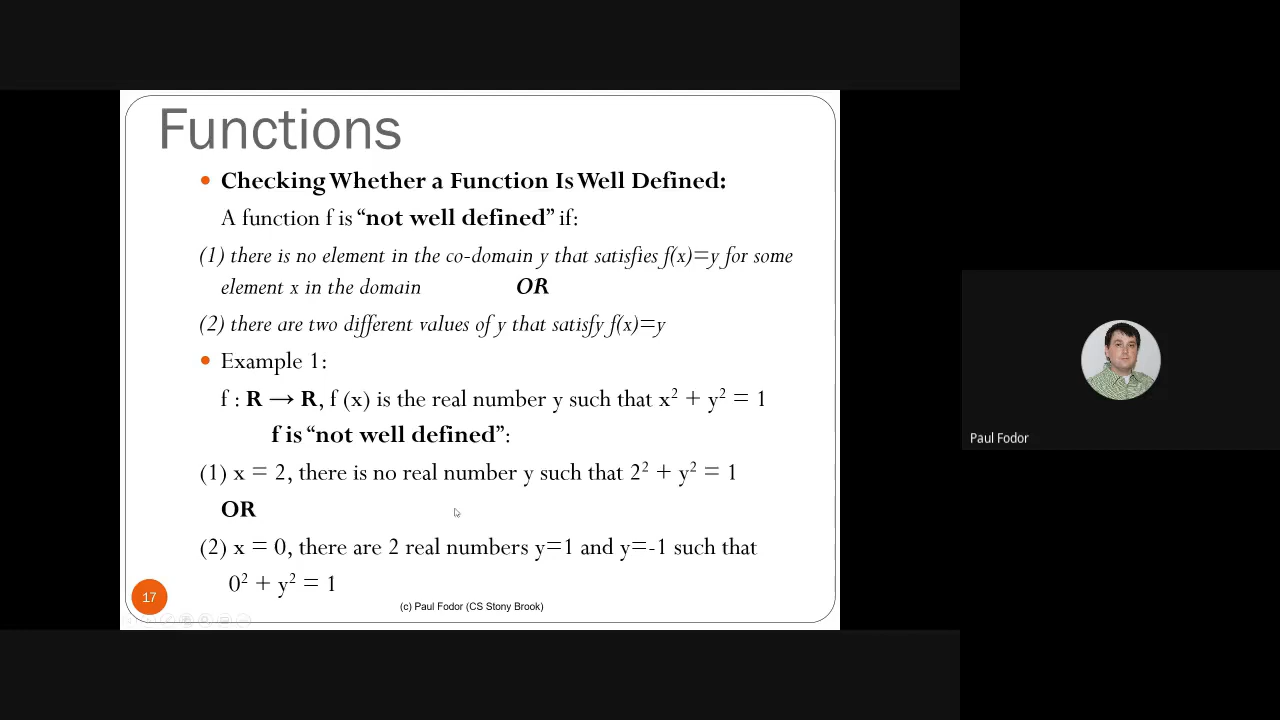 Functions
• Checking Whether a Function Is Well Defined:
A function f is “not well defined” if:
(1) there is no element in the co-domain y that satisfies f(x)=y for some
element x in the domain OR
(2) there are two different values of y that satisfy f(x)=y
• Example 1:
f : R → R, f (x) is the real number y such that x² + y² = 1
f is “not well defined”:
(1) x = 2, there is no real number y such that 2² + y² = 1
OR
(2) x = 0, there are 2 real numbers y=1 and y=-1 such that
0² + y² = 1
17
(c) Paul Fodor (CS Stony Brook)
Paul Fodor